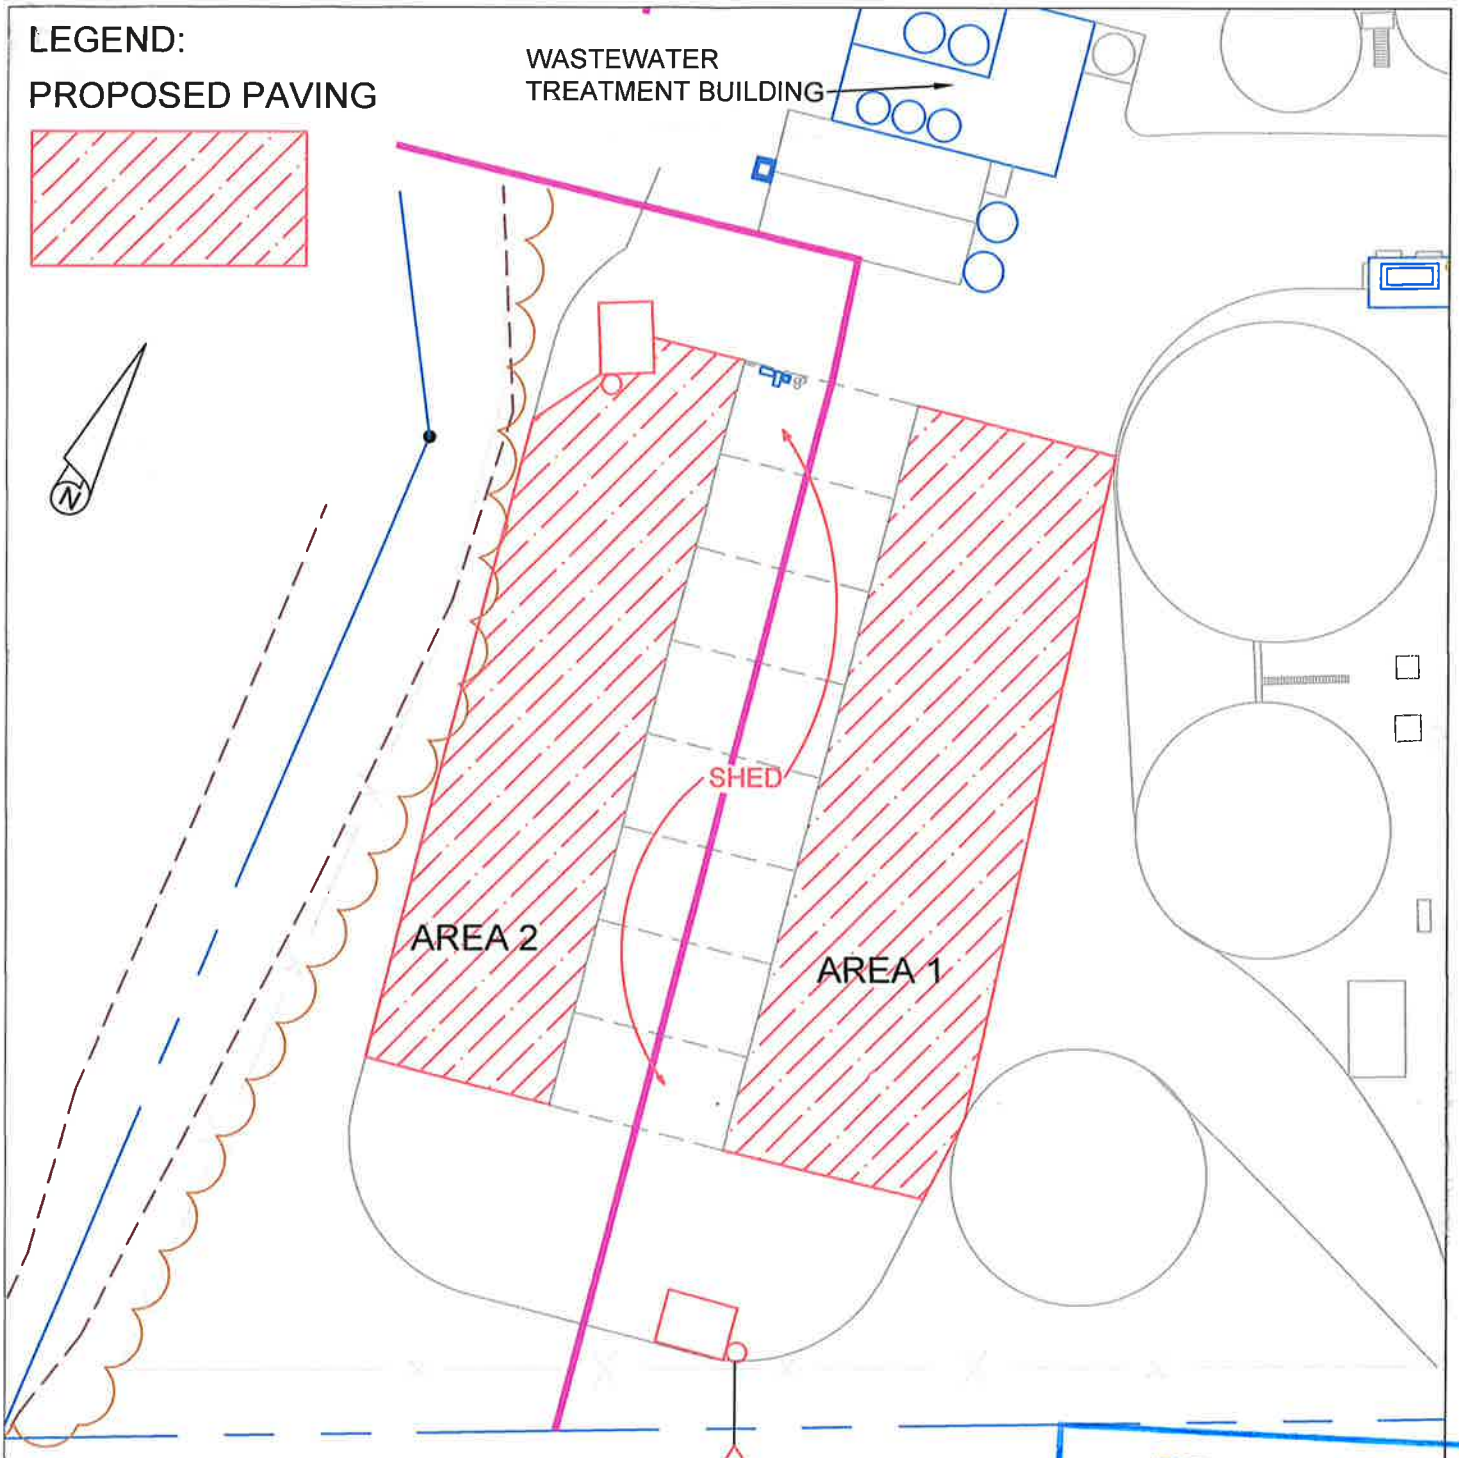 LEGEND:
PROPOSED PAVING
WASTEWATER
TREATMENT BUILDING
N
SHED
AREA 2
AREA 1